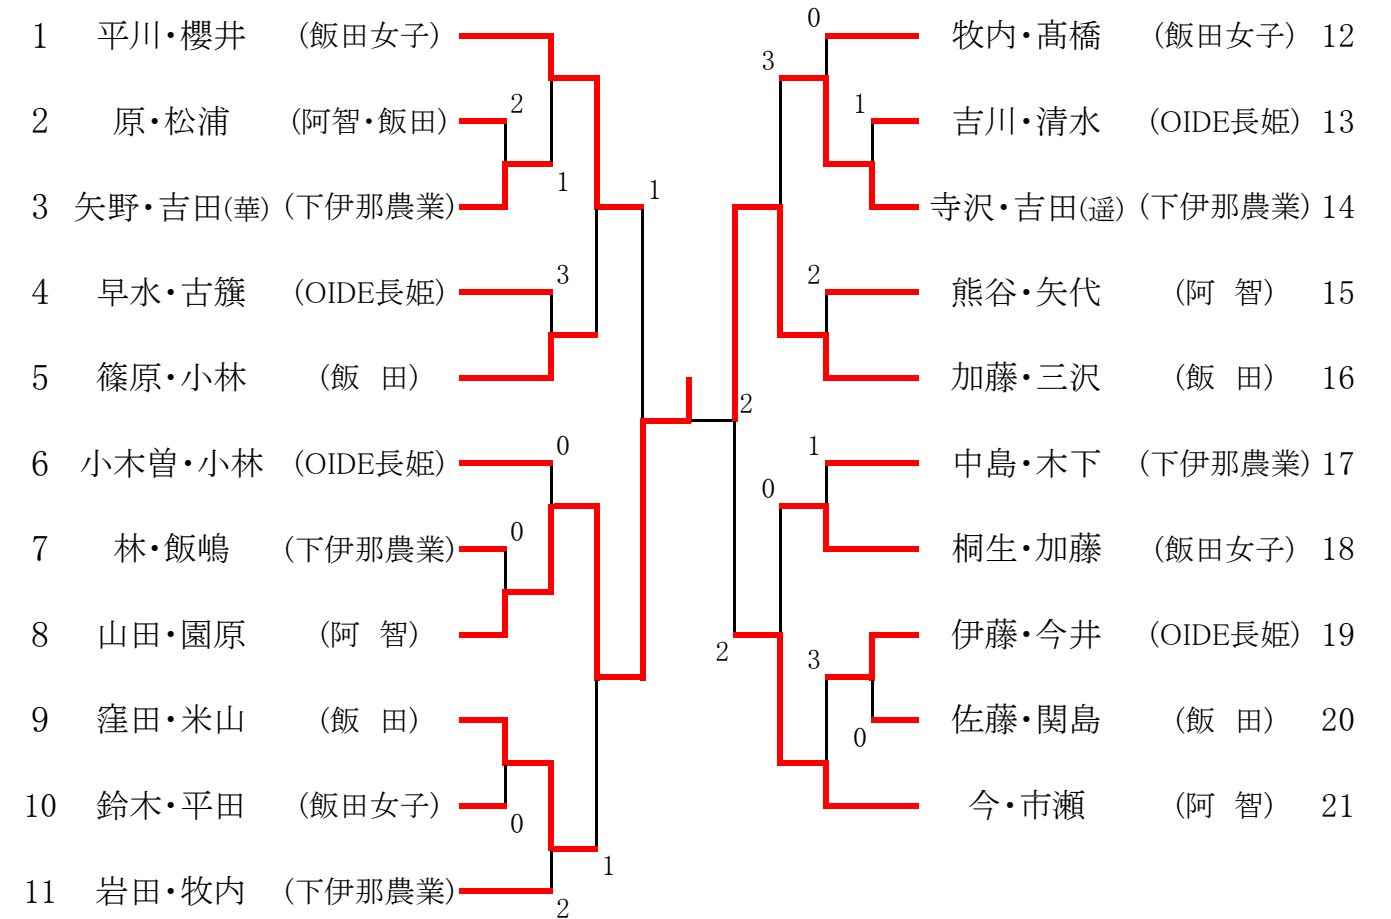 1 平川・櫻井 (飯田女子) 0 牧内・髙橋 (飯田女子) 12
3
2 原・松浦 (阿智・飯田) 2 1 吉川・清水 (OIDE長姫) 13
1 1
3 矢野・吉田(華) (下伊那農業) 寺沢・吉田(遥) (下伊那農業) 14
4 早水・古籏 (OIDE長姫) 3 2 熊谷・矢代 (阿 智) 15
5 篠原・小林 (飯 田) 加藤・三沢 (飯 田) 16
2
6 小木曽・小林 (OIDE長姫) 0 1 中島・木下 (下伊那農業) 17
0
7 林・飯嶋 (下伊那農業) 0 桐生・加藤 (飯田女子) 18
8 山田・園原 (阿 智) 伊藤・今井 (OIDE長姫) 19
2 3
9 窪田・米山 (飯 田) 佐藤・関島 (飯 田) 20
0
10 鈴木・平田 (飯田女子) 0 今・市瀬 (阿 智) 21
1
11 岩田・牧内 (下伊那農業) 2